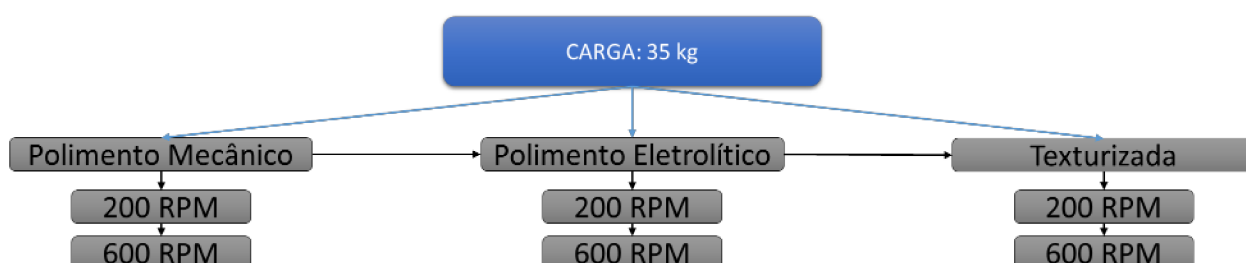 CARGA: 35 kg
Polimento Mecânico
Polimento Eletrolítico
Texturizada
200 RPM
200 RPM
200 RPM
600 RPM
600 RPM
600 RPM